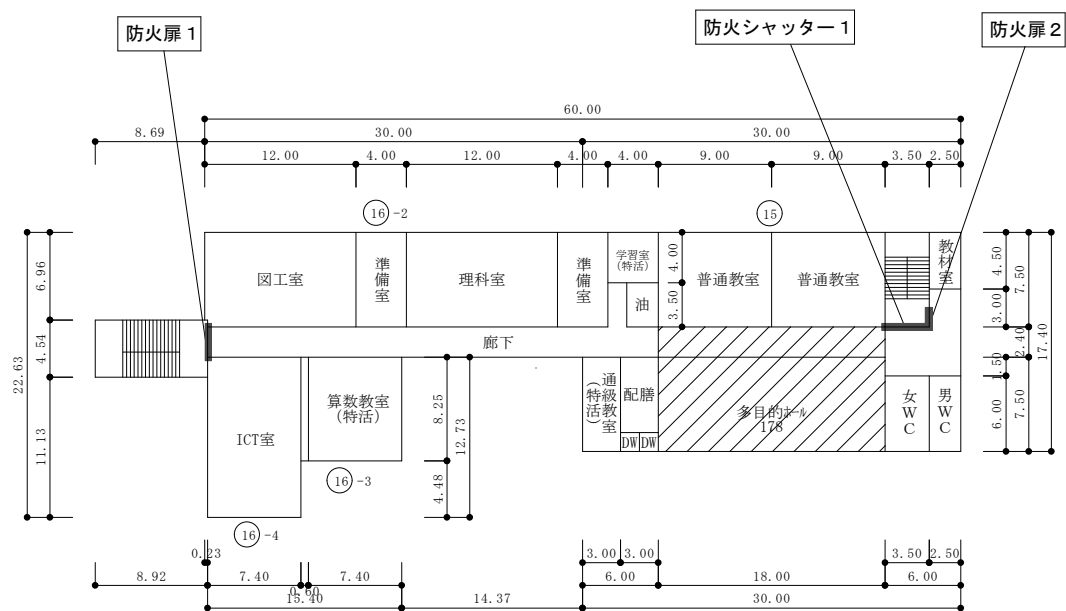 防火扉１
防火シャッター１
防火扉２
60.00
8.69
30.00
30.00
12.00
4.00
12.00
4.00
4.00
9.00
9.00
3.50
2.50
16-2
15
図工室
準備室
理科室
準備室
学習室
(特活)
油
4.00
3.50
普通教室
普通教室
教材室
4.50
3.00
7.50
2.40
17.40
1.50
6.00
7.50
6.96
4.54
22.63
11.13
廊下
ICT室
算数教室
(特活)
8.25
12.73
4.48
通級教室
(特活)
配膳
DW
DW
多目的ホール
178
女WC
男WC
16-3
16-4
0.23
3.00
3.00
3.50
2.50
8.92
7.40
7.40
6.00
18.00
6.00
0.60
15.40
14.37
30.00